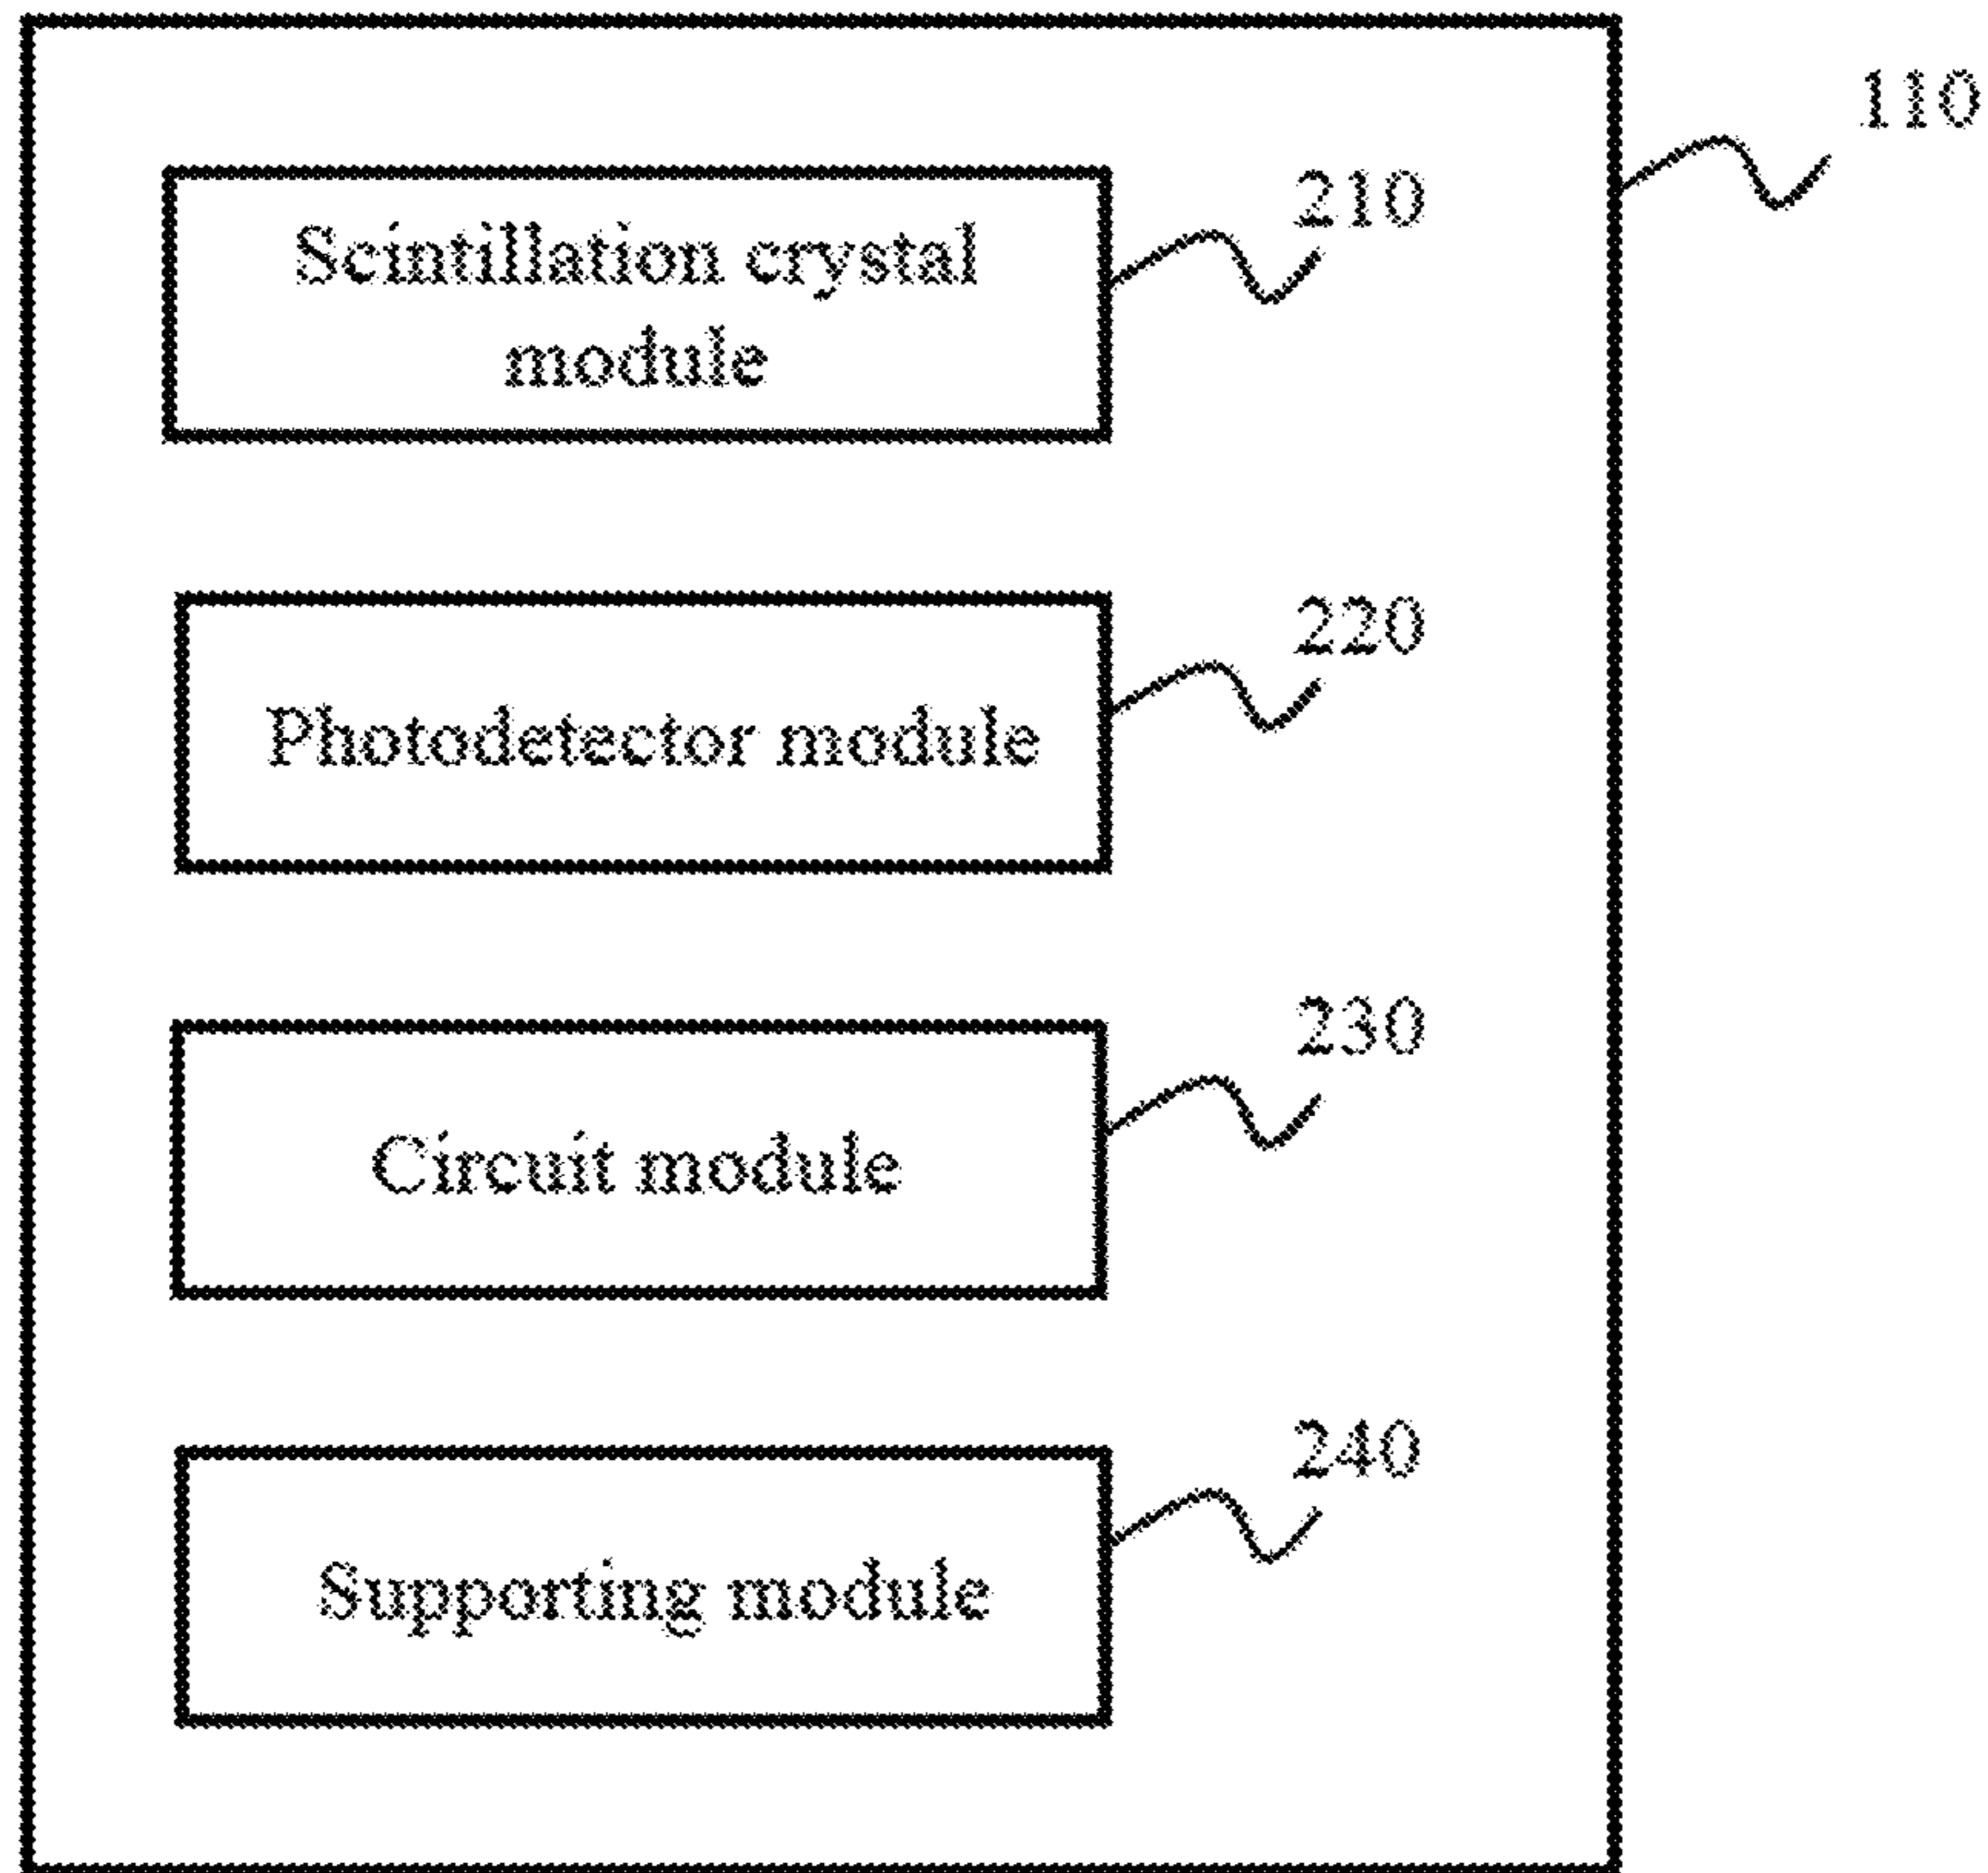 110
210
Scintillation crystal
module
220
Photodetector module
230
Circuit module
240
Supporting module